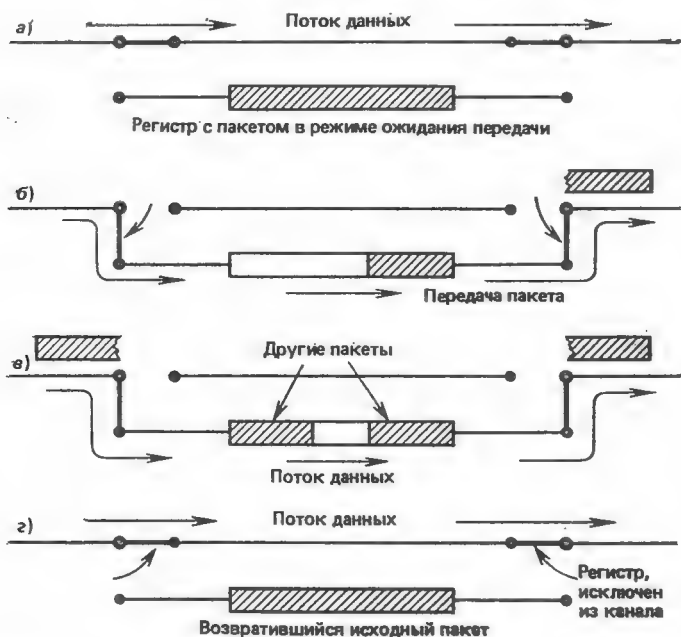 а)
Поток данных
Регистр с пакетом в режиме ожидания передачи
б)
Передача пакета
в)
Другие пакеты
Поток данных
г)
Поток данных
Регистр,
исключен
из канала
Возвратившийся исходный пакет